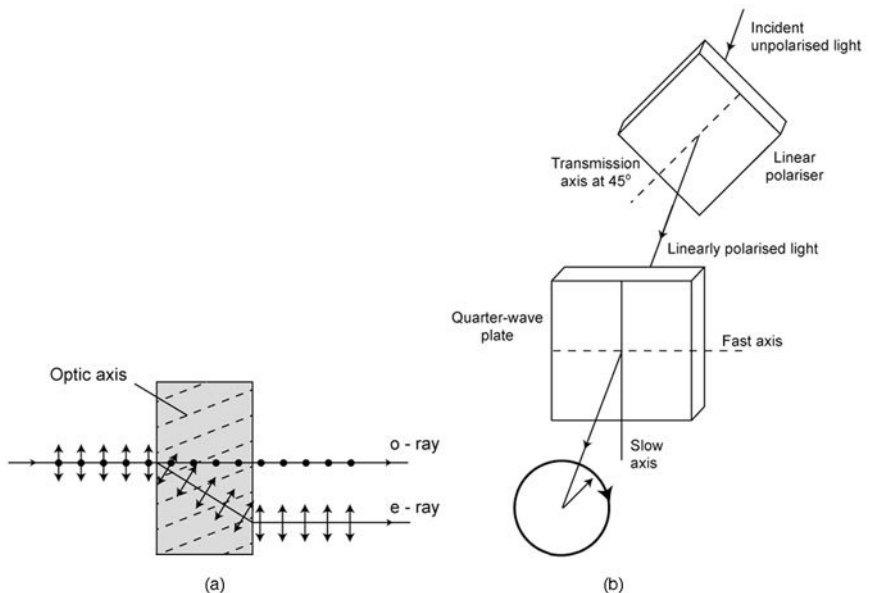 Optic axis
o - ray
e - ray
(a)
Incident
unpolarised light
Transmission
axis at 45°
Linear
polariser
Linearly polarised light
Quarter-wave
plate
Fast axis
Slow
axis
(b)